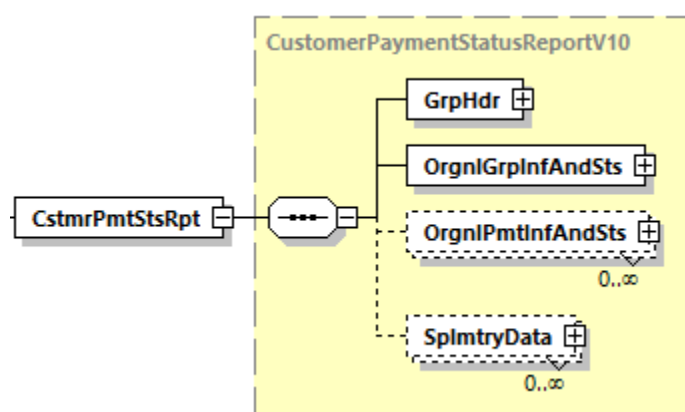 CustomerPaymentStatusReportV10
GrpHdr
OrgnlGrpInfAndSts
CstmrPmtStsRpt
OrgnlPmtInfAndSts
0..∞
SplmtryData
0..∞